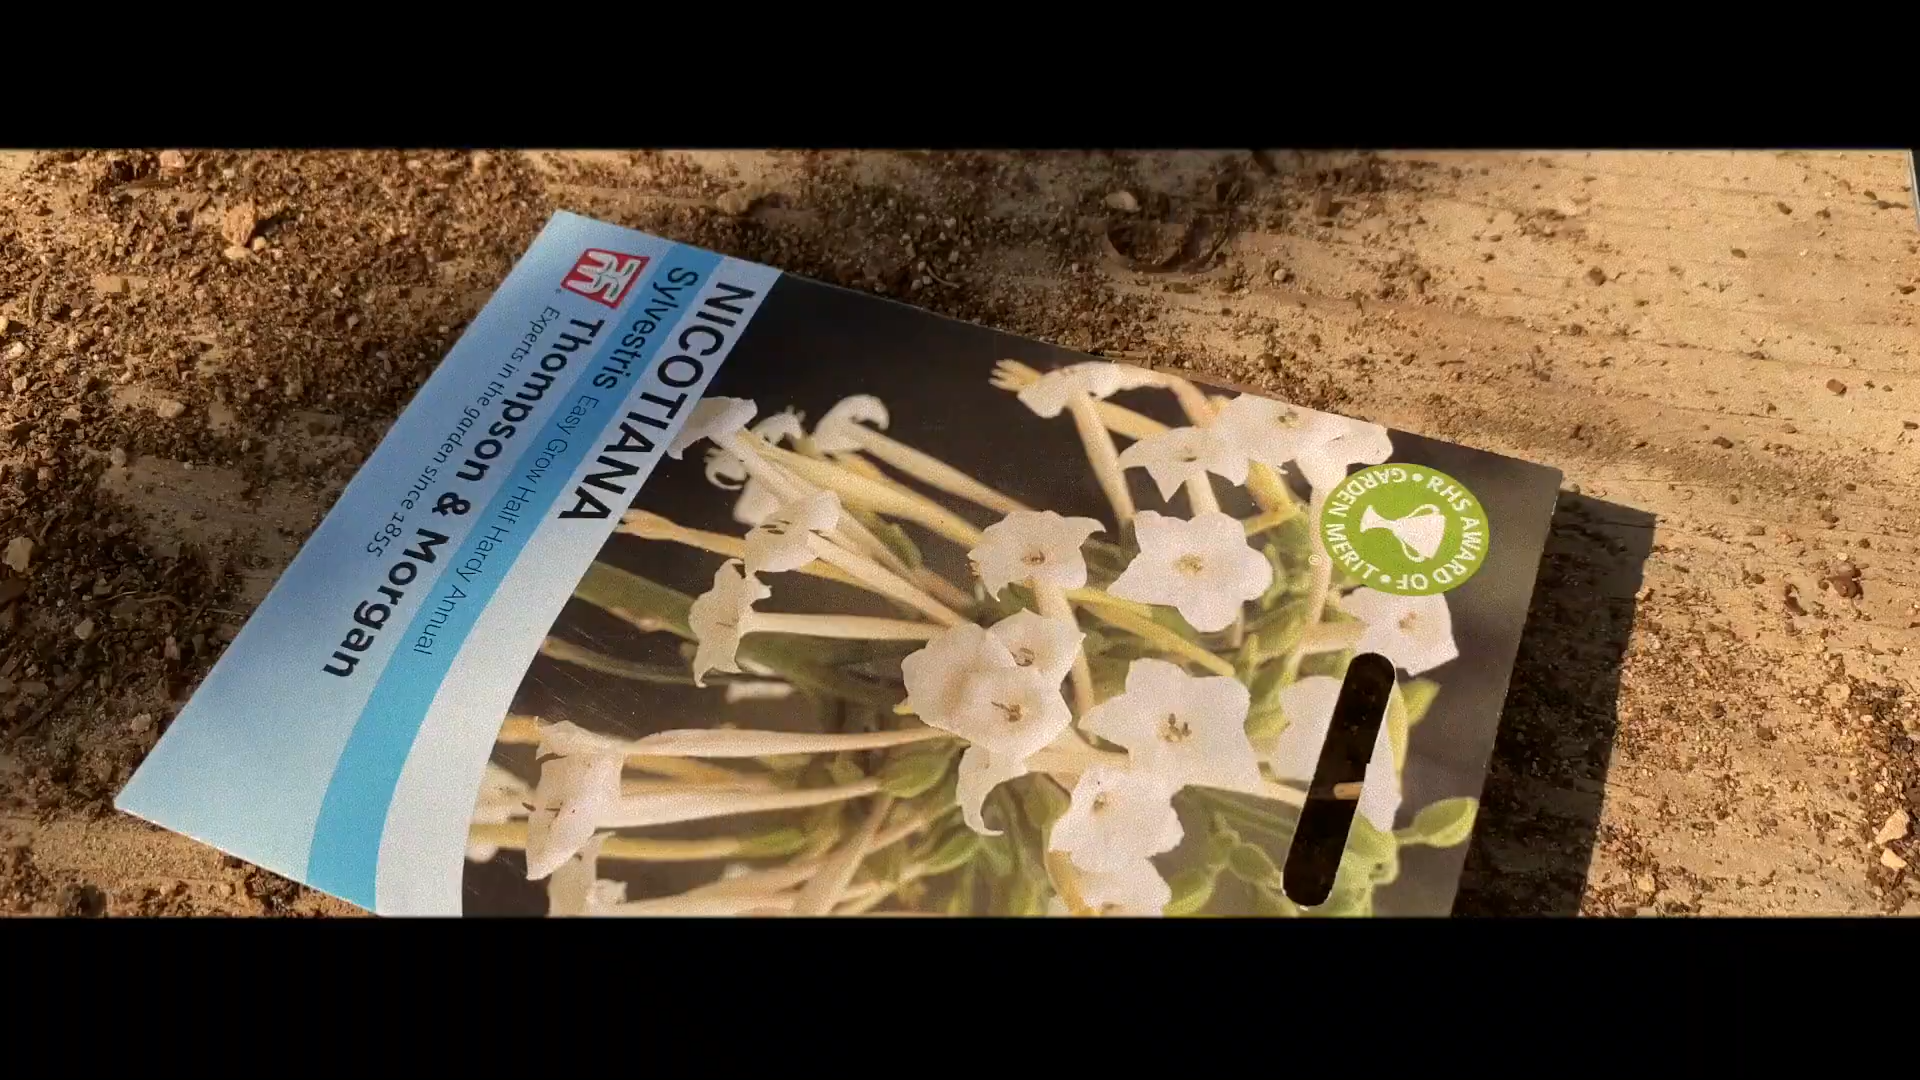 NICOTIANA
Sylvestris Easy Grow Half Hardy Annual
Thompson & Morgan
Experts in the garden since 1855
RHS AWARD OF GARDEN MERIT